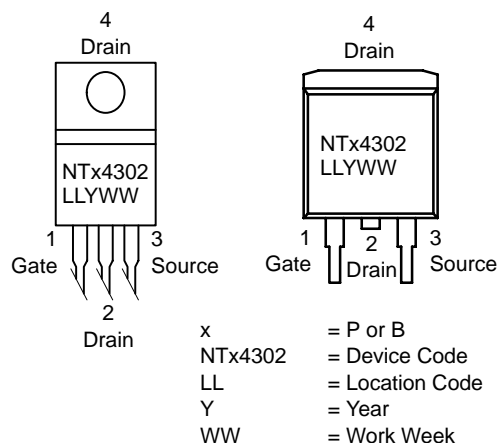 4
Drain
NTx4302
LLYWW
1
Gate
3
Source
2
Drain
4
Drain
NTx4302
LLYWW
1
Gate
2
Drain
3
Source
x = P or B
NTx4302 = Device Code
LL = Location Code
Y = Year
WW = Work Week